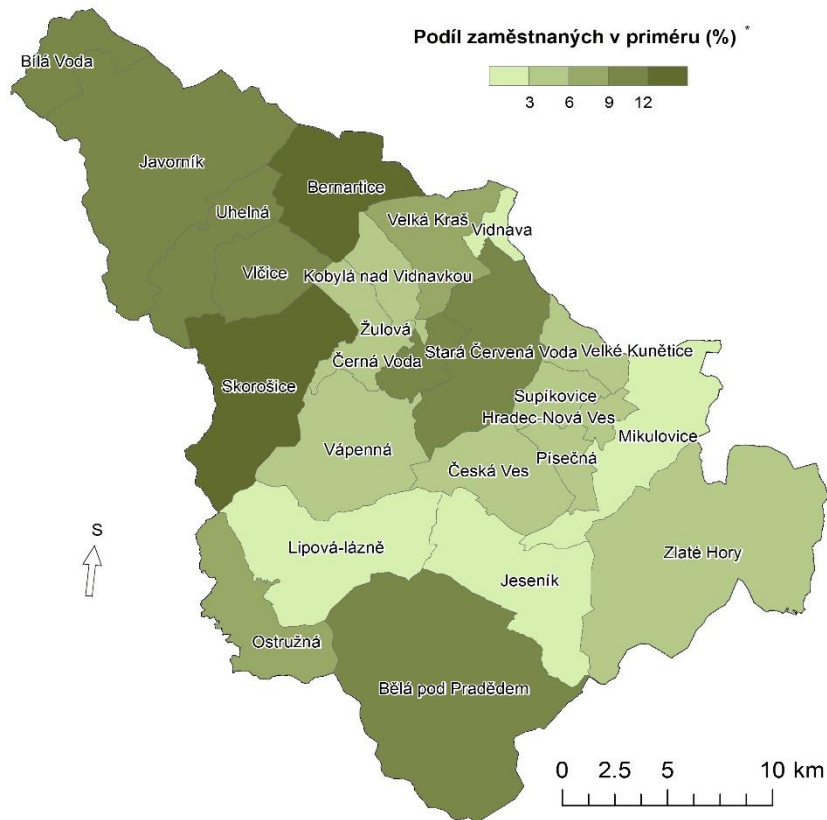 Podíl zaměstnaných v priméru (%) *
3 6 9 12
Bílá Voda
Javorník
Bernartice
Uhelná
Velká Kraš
Vidnava
Vlčice
Kobylá nad Vidnavkou
Žulová
Stará Červená Voda
Velké Kunětice
Černá Voda
Skorošice
Supíkovice
Hradec-Nová Ves
Mikulovice
Vápenná
Písečná
Česká Ves
S
Lipová-lázně
Zlaté Hory
Jeseník
Ostružná
Bělá pod Pradědem
0 2.5 5 10 km